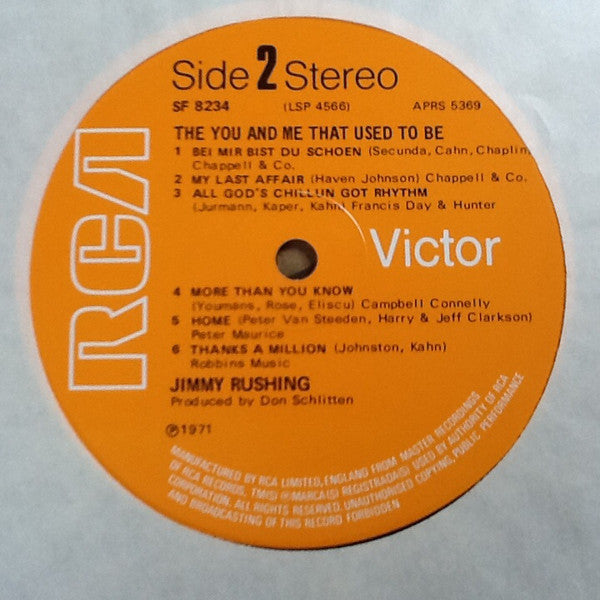 Side 2 Stereo
SF 8234 (LSP 4566) APRS 5369
THE YOU AND ME THAT USED TO BE
1 BEI MIR BIST DU SCHOEN (Secunda, Cahn, Chaplin,
Chappell & Co.
2 MY LAST AFFAIR (Haven Johnson) Chappell & Co.
3 ALL GOD'S CHILLUN GOT RHYTHM
(Jurmann, Kaper, Kahn) Francis Day & Hunter
RCA
Victor
4 MORE THAN YOU KNOW
(Youmans, Rose, Eliscu) Campbell Connelly
5 HOME (Peter Van Steeden, Harry & Jeff Clarkson)
Peter Maurice
6 THANKS A MILLION (Johnston, Kahn)
Robbins Music
JIMMY RUSHING
Produced by Don Schlitten
℗1971
MANUFACTURED BY RCA LIMITED, ENGLAND FROM MASTER RECORDINGS
OF RCA RECORDS. TM(S) ® MARCA(S) REGISTRADA(S) USED BY AUTHORITY OF RCA
CORPORATION. ALL RIGHTS RESERVED. UNAUTHORISED COPYING, PUBLIC PERFORMANCE
AND BROADCASTING OF THIS RECORD FORBIDDEN